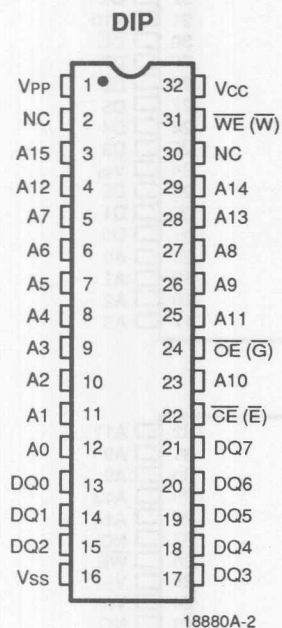 DIP
VPP 1 32 VCC
NC 2 31 WE (W)
A15 3 30 NC
A12 4 29 A14
A7 5 28 A13
A6 6 27 A8
A5 7 26 A9
A4 8 25 A11
A3 9 24 OE (G)
A2 10 23 A10
A1 11 22 CE (E)
A0 12 21 DQ7
DQ0 13 20 DQ6
DQ1 14 19 DQ5
DQ2 15 18 DQ4
VSS 16 17 DQ3
18880A-2